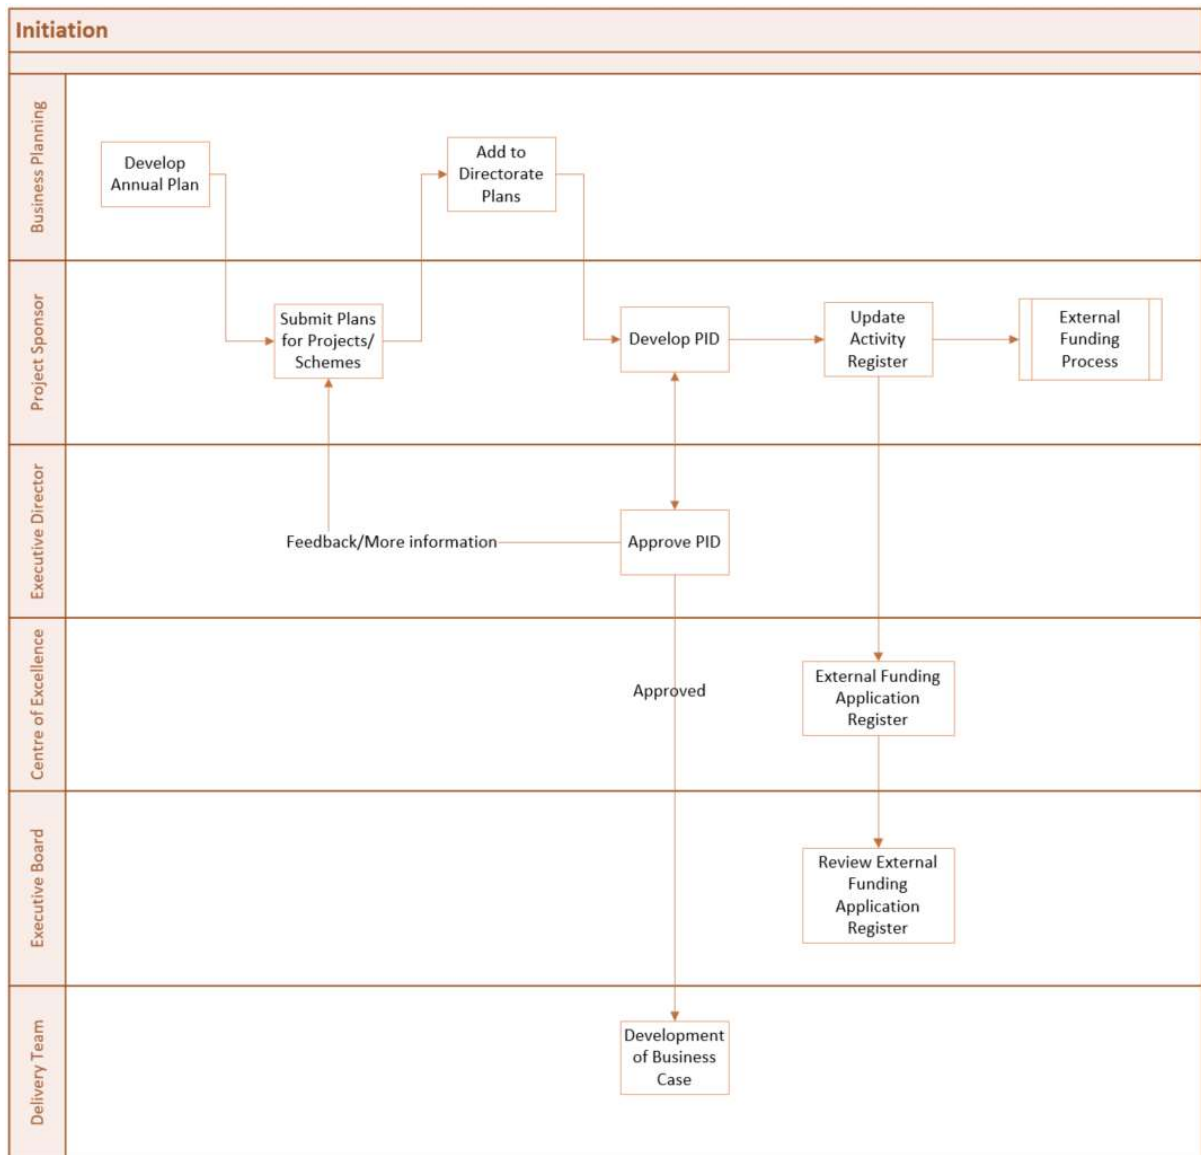 Initiation
Business Planning
Develop
Annual Plan
Add to
Directorate
Plans
Project Sponsor
Submit Plans
for Projects/
Schemes
Develop PID
Update
Activity
Register
External
Funding
Process
Executive Director
Feedback/More information
Approve PID
Centre of Excellence
Approved
External Funding
Application
Register
Executive Board
Review External
Funding
Application
Register
Delivery Team
Development
of Business
Case